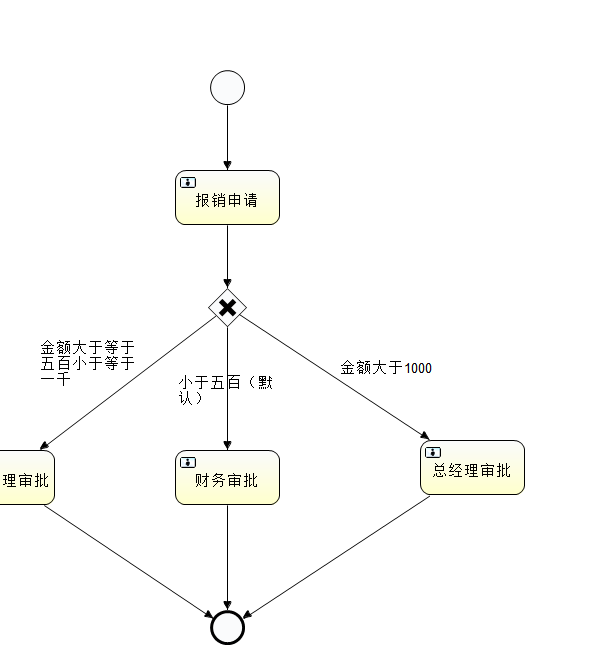 报销申请
金额大于等于
五百小于等于
一千
小于五百（默
认）
金额大于1000
理审批
财务审批
总经理审批